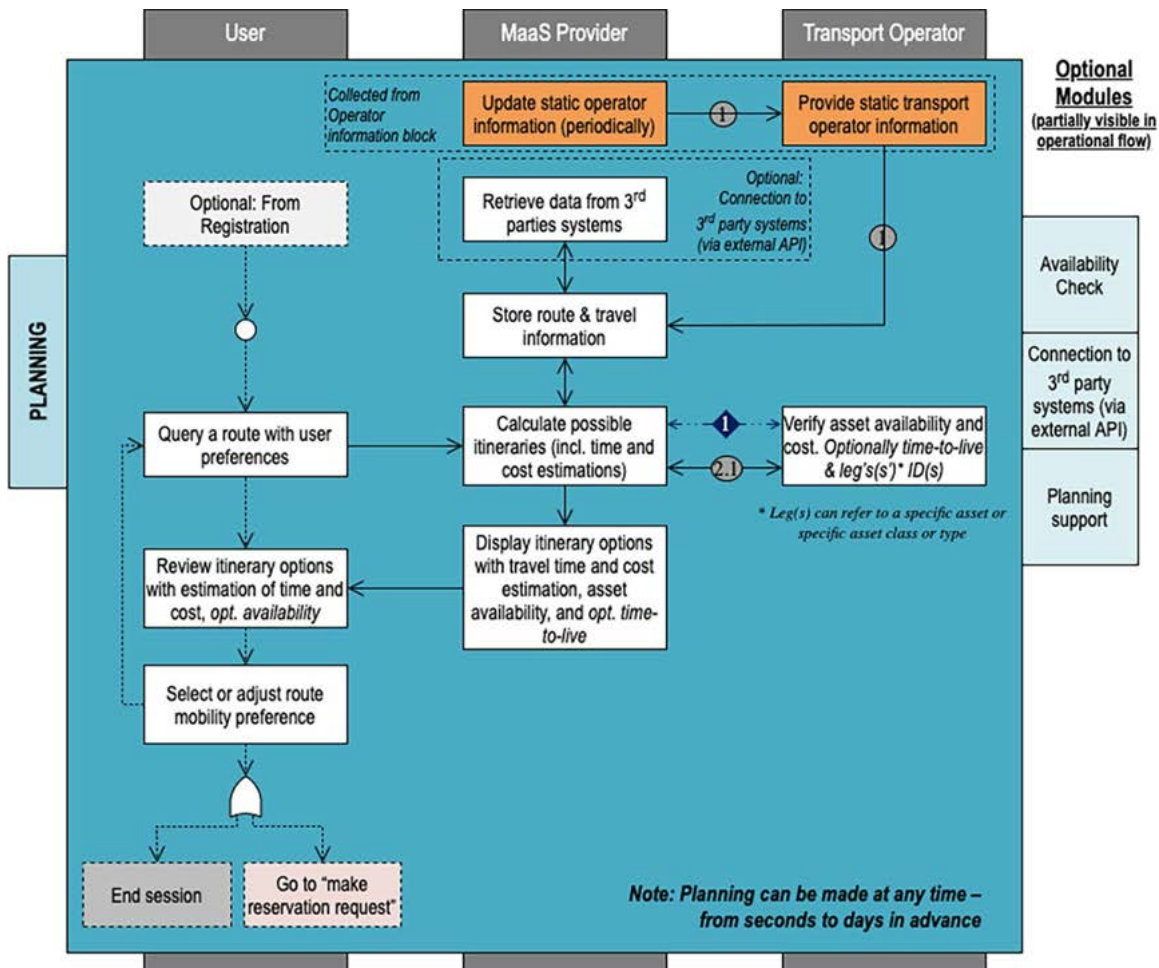 User
MaaS Provider
Transport Operator
Optional
Modules
(partially visible in
operational flow)
Collected from
Operator
information block
Update static operator
information (periodically)
1
Provide static transport
operator information
Optional: From
Registration
Retrieve data from 3rd
parties systems
Optional:
Connection to
3rd party systems
(via external API)
1
Availability
Check
PLANNING
Store route & travel
information
Connection to
3rd party
systems (via
external API)
Query a route with user
preferences
Calculate possible
itineraries (incl. time and
cost estimations)
1
2.1
Verify asset availability and
cost. Optionally time-to-live
& leg's(s')* ID(s)
Planning
support
* Leg(s) can refer to a specific asset or
specific asset class or type
Review itinerary options
with estimation of time and
cost, opt. availability
Display itinerary options
with travel time and cost
estimation, asset
availability, and opt. time-
to-live
Select or adjust route
mobility preference
End session
Go to “make
reservation request”
Note: Planning can be made at any time –
from seconds to days in advance